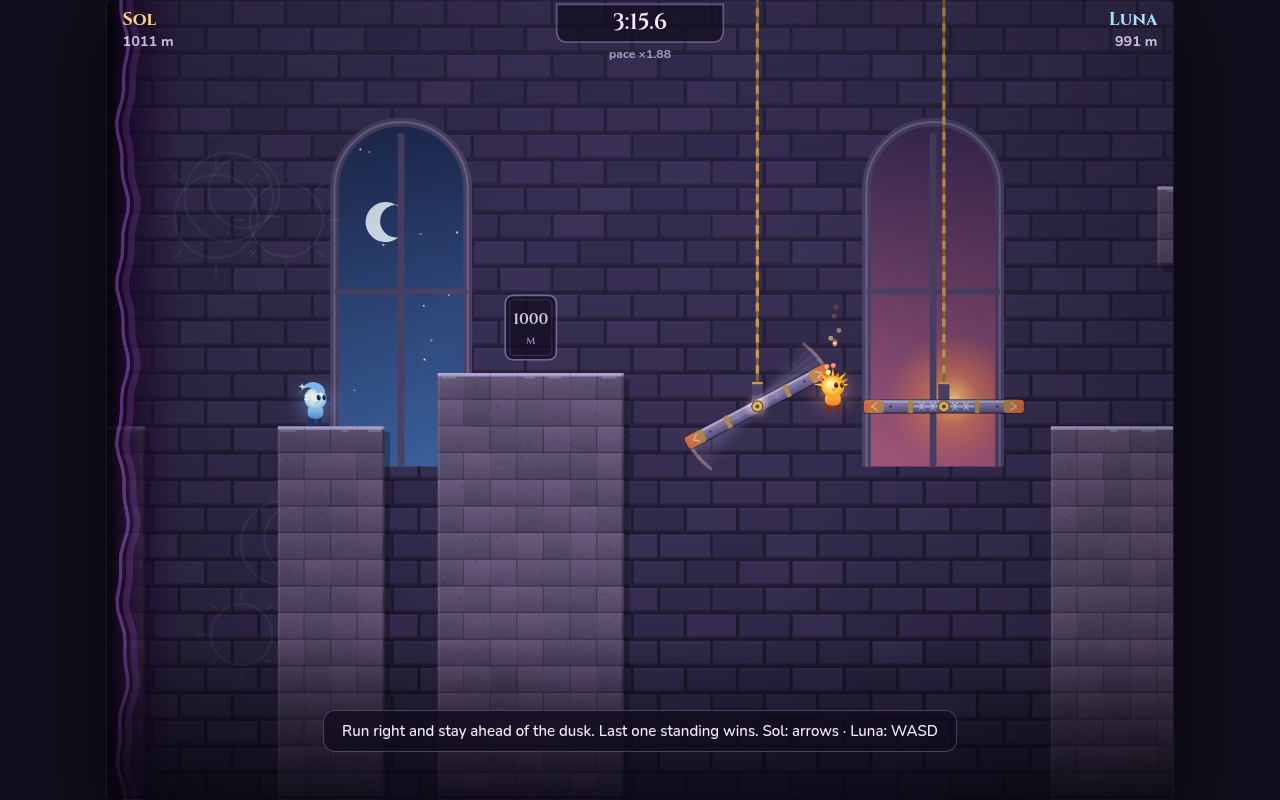 SOL
1011 m
3:15.6
pace ×1.88
LUNA
991 m
1000
M
Run right and stay ahead of the dusk. Last one standing wins. Sol: arrows · Luna: WASD